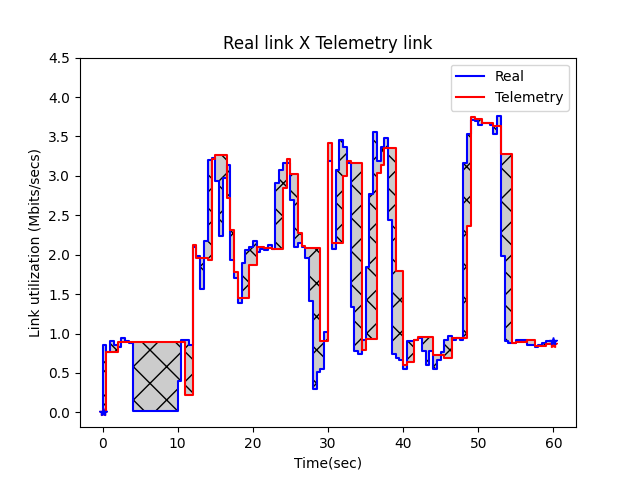 Real link X Telemetry link
Real
Telemetry
Link utilization (Mbits/secs)
4.5
4.0
3.5
3.0
2.5
2.0
1.5
1.0
0.5
0.0
0 10 20 30 40 50 60
Time(sec)